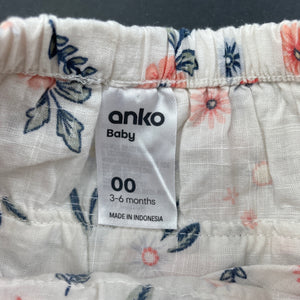 anko
Baby
00
3-6 months
MADE IN INDONESIA